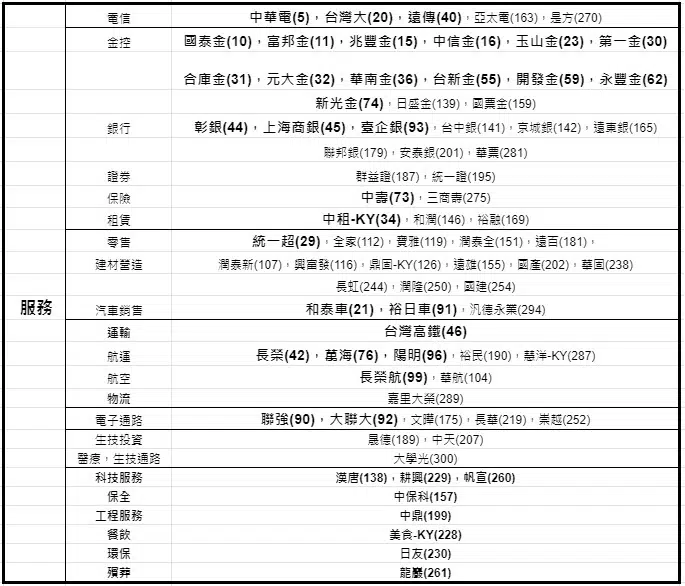 電信 中華電(5)，台灣大(20)，遠傳(40)，亞太電(163)，是方(270)
金控 國泰金(10)，富邦金(11)，兆豐金(15)，中信金(16)，玉山金(23)，第一金(30)
合庫金(31)，元大金(32)，華南金(36)，台新金(55)，開發金(59)，永豐金(62)
新光金(74)，日盛金(139)，國票金(159)
銀行 彰銀(44)，上海商銀(45)，臺企銀(93)，台中銀(141)，京城銀(142)，遠東銀(165)
聯邦銀(179)，安泰銀(201)，華票(281)
證券 群益證(187)，統一證(195)
保險 中壽(73)，三商壽(275)
租賃 中租-KY(34)，和潤(146)，裕融(169)
零售 統一超(29)，全家(112)，寶雅(119)，潤泰全(151)，遠百(181)，
建材營造 潤泰新(107)，興富發(116)，鼎固-KY(126)，遠雄(155)，國產(202)，華固(238)
長虹(244)，潤隆(250)，國建(254)
服務
汽車銷售 和泰車(21)，裕日車(91)，汎德永業(294)
運輸 台灣高鐵(46)
航運 長榮(42)，萬海(76)，陽明(96)，裕民(190)，慧洋-KY(287)
航空 長榮航(99)，華航(104)
物流 嘉里大榮(289)
電子通路 聯強(90)，大聯大(92)，文曄(175)，長華(219)，崇越(252)
生技投資 晨德(189)，中天(207)
醫療，生技通路 大學光(300)
科技服務 漢唐(138)，耕興(229)，帆宣(260)
保全 中保科(157)
工程服務 中鼎(199)
餐飲 美食-KY(228)
環保 日友(230)
殯葬 龍巖(261)